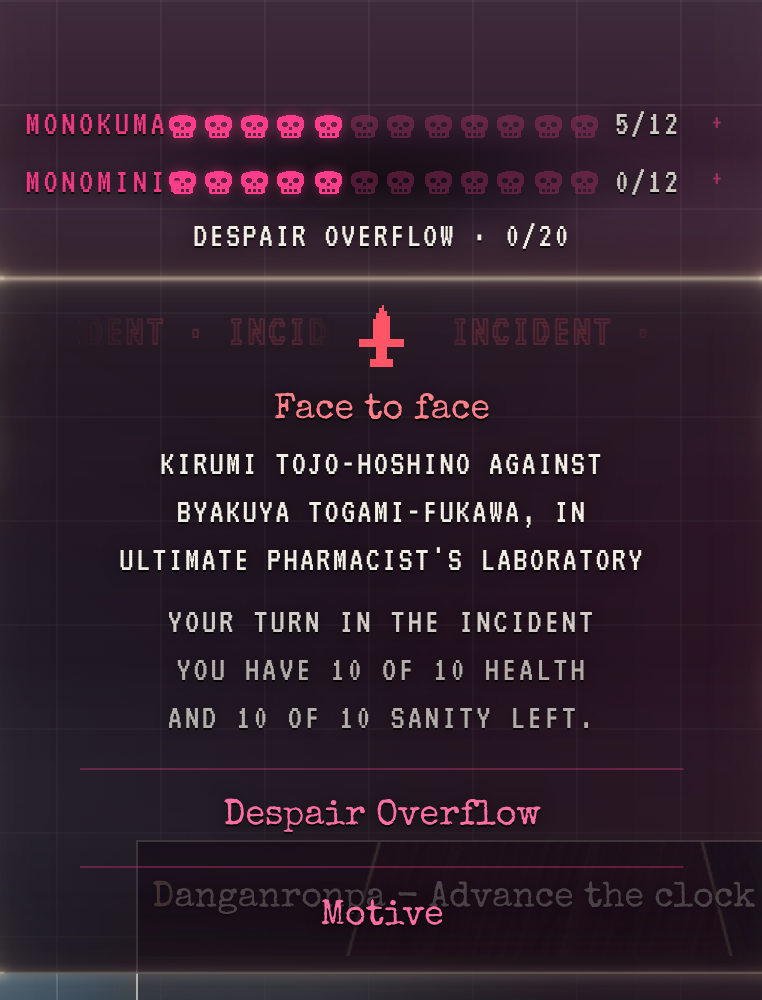 MONOKUMA 5/12 +
MONOMINI 0/12 +
DESPAIR OVERFLOW · 0/20
DENT · INCID INCIDENT ·
Face to face
KIRUMI TOJO-HOSHINO AGAINST
BYAKUYA TOGAMI-FUKAWA, IN
ULTIMATE PHARMACIST'S LABORATORY
YOUR TURN IN THE INCIDENT
YOU HAVE 10 OF 10 HEALTH
AND 10 OF 10 SANITY LEFT.
Despair Overflow
Danganronpa — Advance the clock
Motive